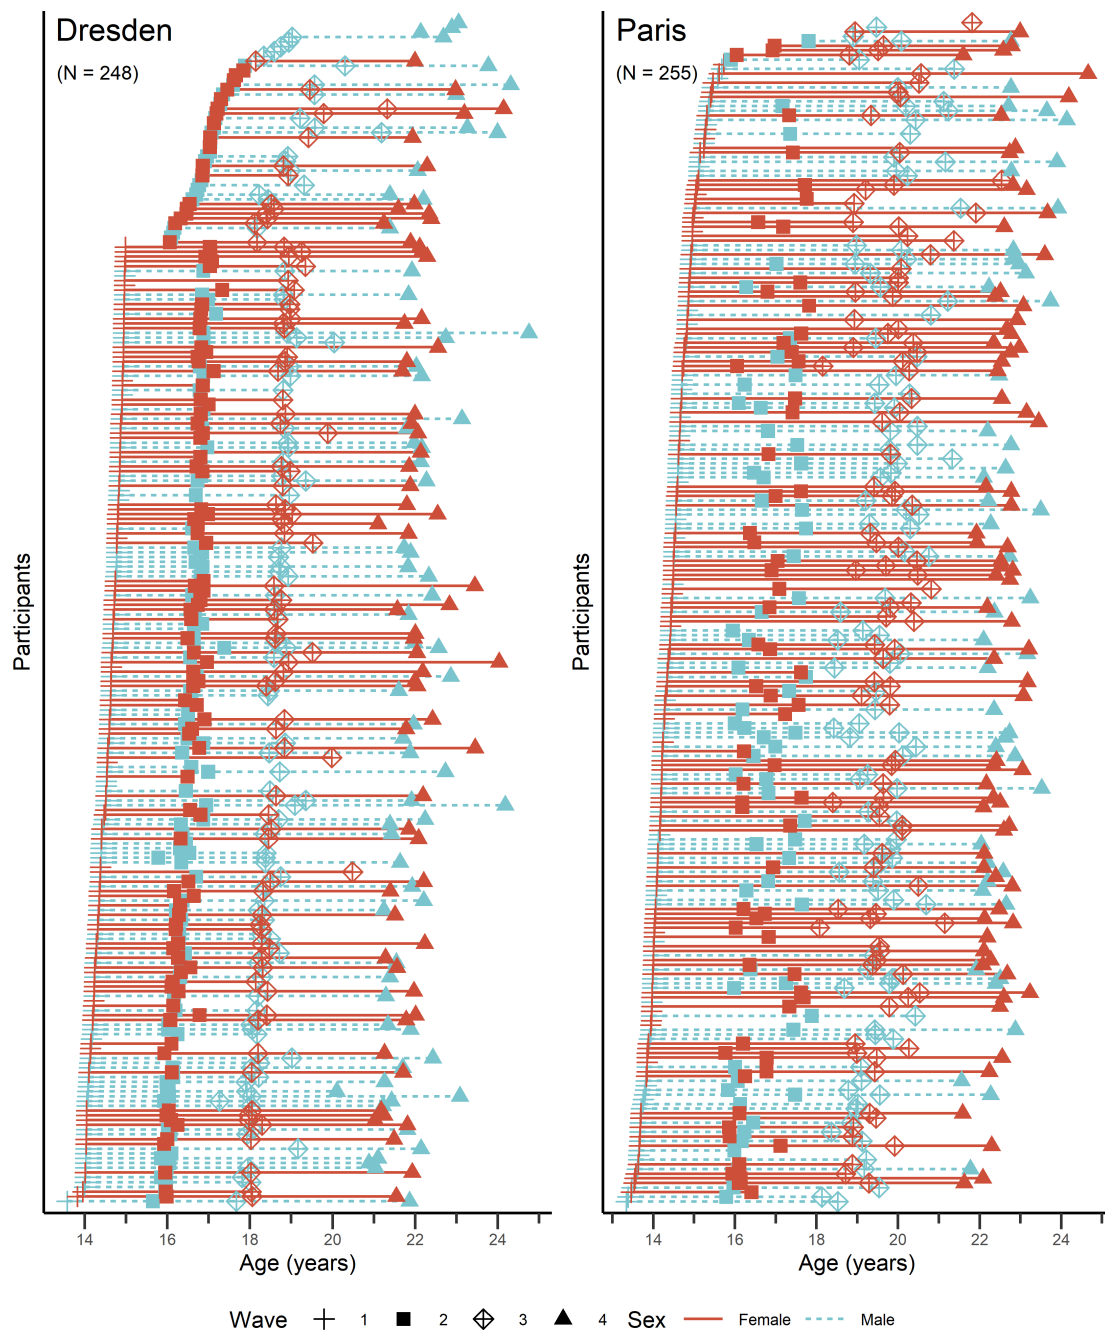 Dresden
(N = 248)
Paris
(N = 255)
Participants
Participants
14 16 18 20 22 24
14 16 18 20 22 24
Age (years)
Age (years)
Wave 1 2 3 4 Sex Female Male